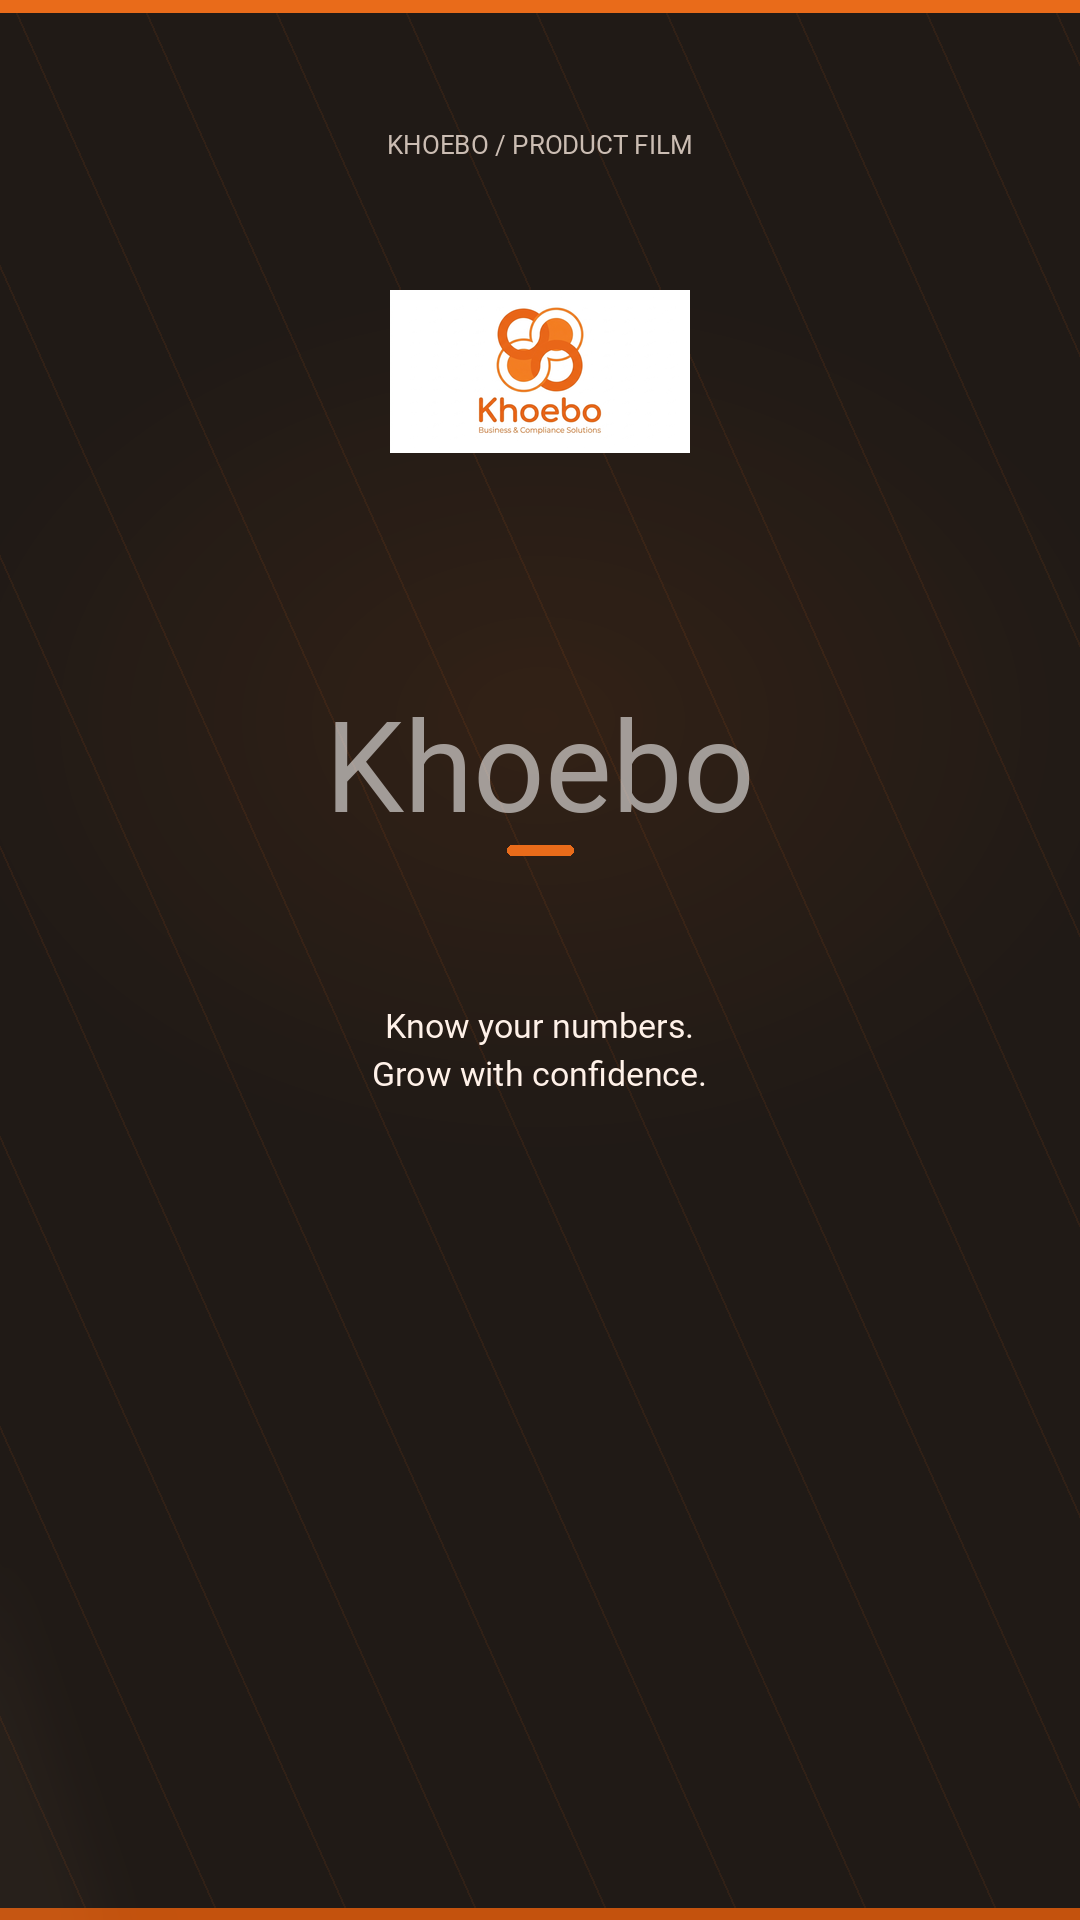 KHOEBO / PRODUCT FILM
Khoebo
Business & Compliance Solutions
Khoebo
Know your numbers.
Grow with confidence.